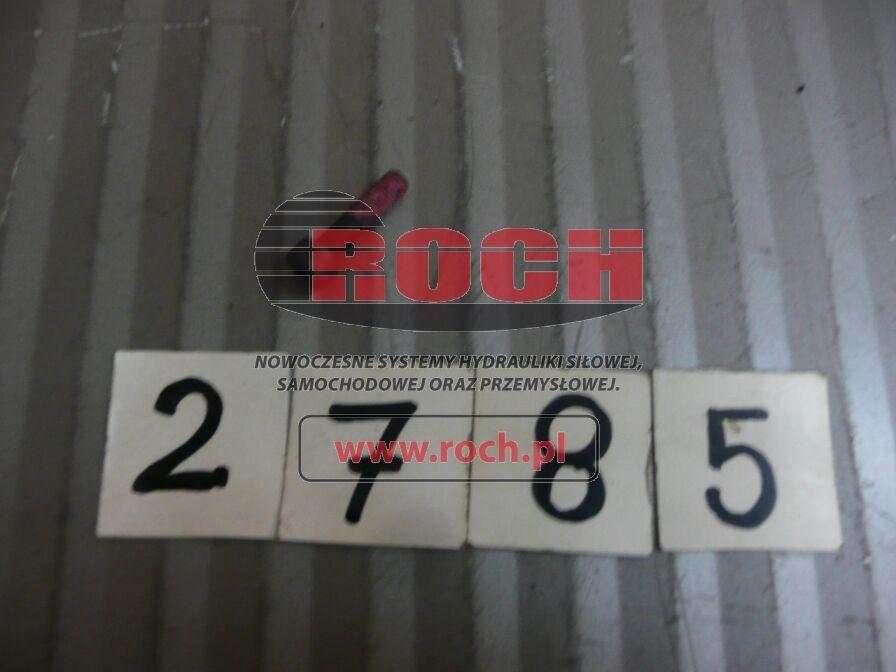 ROCH
NOWOCZESNE SYSTEMY HYDRAULIKI SIŁOWEJ,
SAMOCHODOWEJ ORAZ PRZEMYSŁOWEJ.
www.roch.pl
2 7 8 5